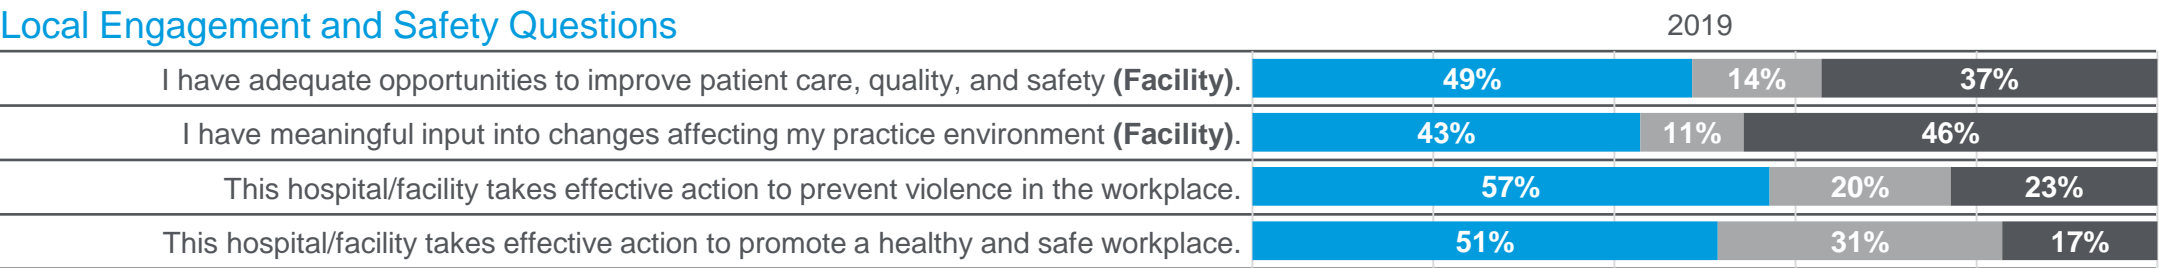 Local Engagement and Safety Questions 2019
I have adequate opportunities to improve patient care, quality, and safety (Facility). 49% 14% 37%
I have meaningful input into changes affecting my practice environment (Facility). 43% 11% 46%
This hospital/facility takes effective action to prevent violence in the workplace. 57% 20% 23%
This hospital/facility takes effective action to promote a healthy and safe workplace. 51% 31% 17%